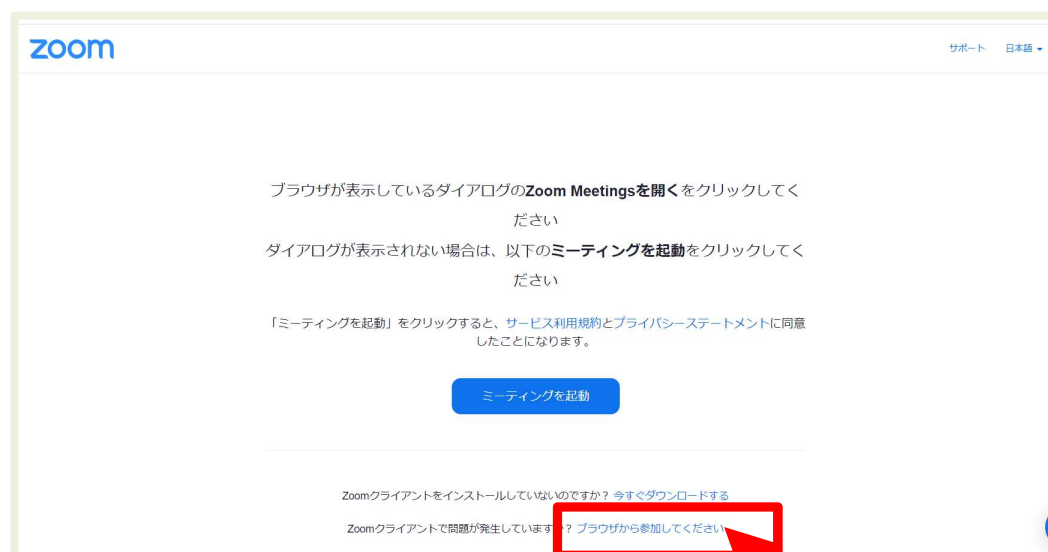 zoom
サポート 日本語
ブラウザが表示しているダイアログのZoom Meetingsを開くをクリックしてく
ださい
ダイアログが表示されない場合は、以下のミーティングを起動をクリックしてく
ださい
「ミーティングを起動」をクリックすると、サービス利用規約とプライバシーステートメントに同意
したことになります。
ミーティングを起動
Zoomクライアントをインストールしていないのですか？今すぐダウンロードする
Zoomクライアントで問題が発生しています ？ブラウザから参加してください